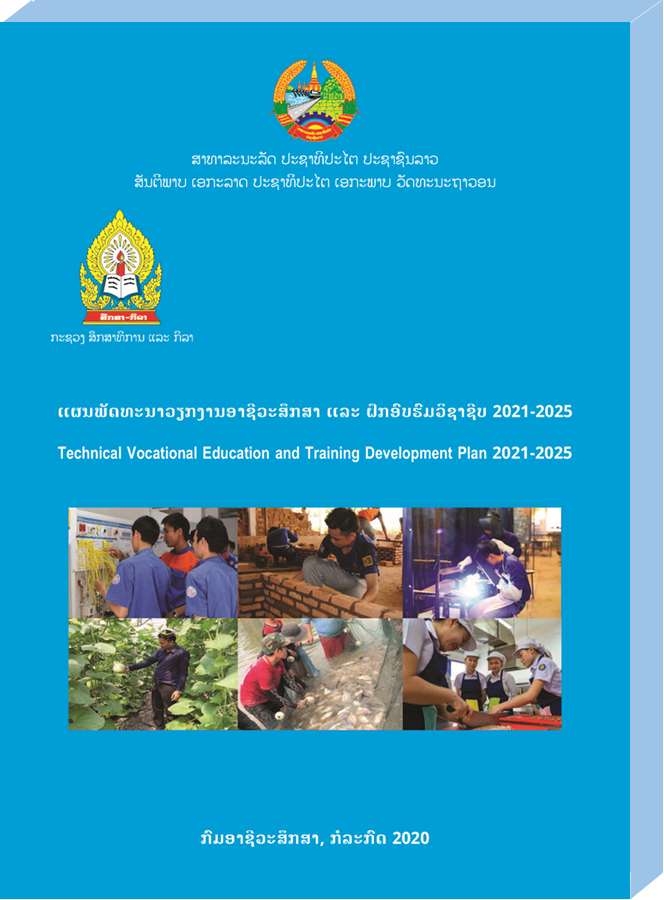 ສາທາລະນະລັດ ປະຊາທິປະໄຕ ປະຊາຊົນລາວ
ສັນຕິພາບ ເອກະລາດ ປະຊາທິປະໄຕ ເອກະພາບ ວັດທະນະຖາວອນ
ສຶກສາ-ກິລາ
ກະຊວງ ສຶກສາທິການ ແລະ ກິລາ
ແຜນພັດທະນາວຽກງານອາຊີວະສຶກສາ ແລະ ຝຶກອົບຮົມວິຊາຊີບ 2021-2025
Technical Vocational Education and Training Development Plan 2021-2025
ກົມອາຊີວະສຶກສາ, ກໍລະກົດ 2020